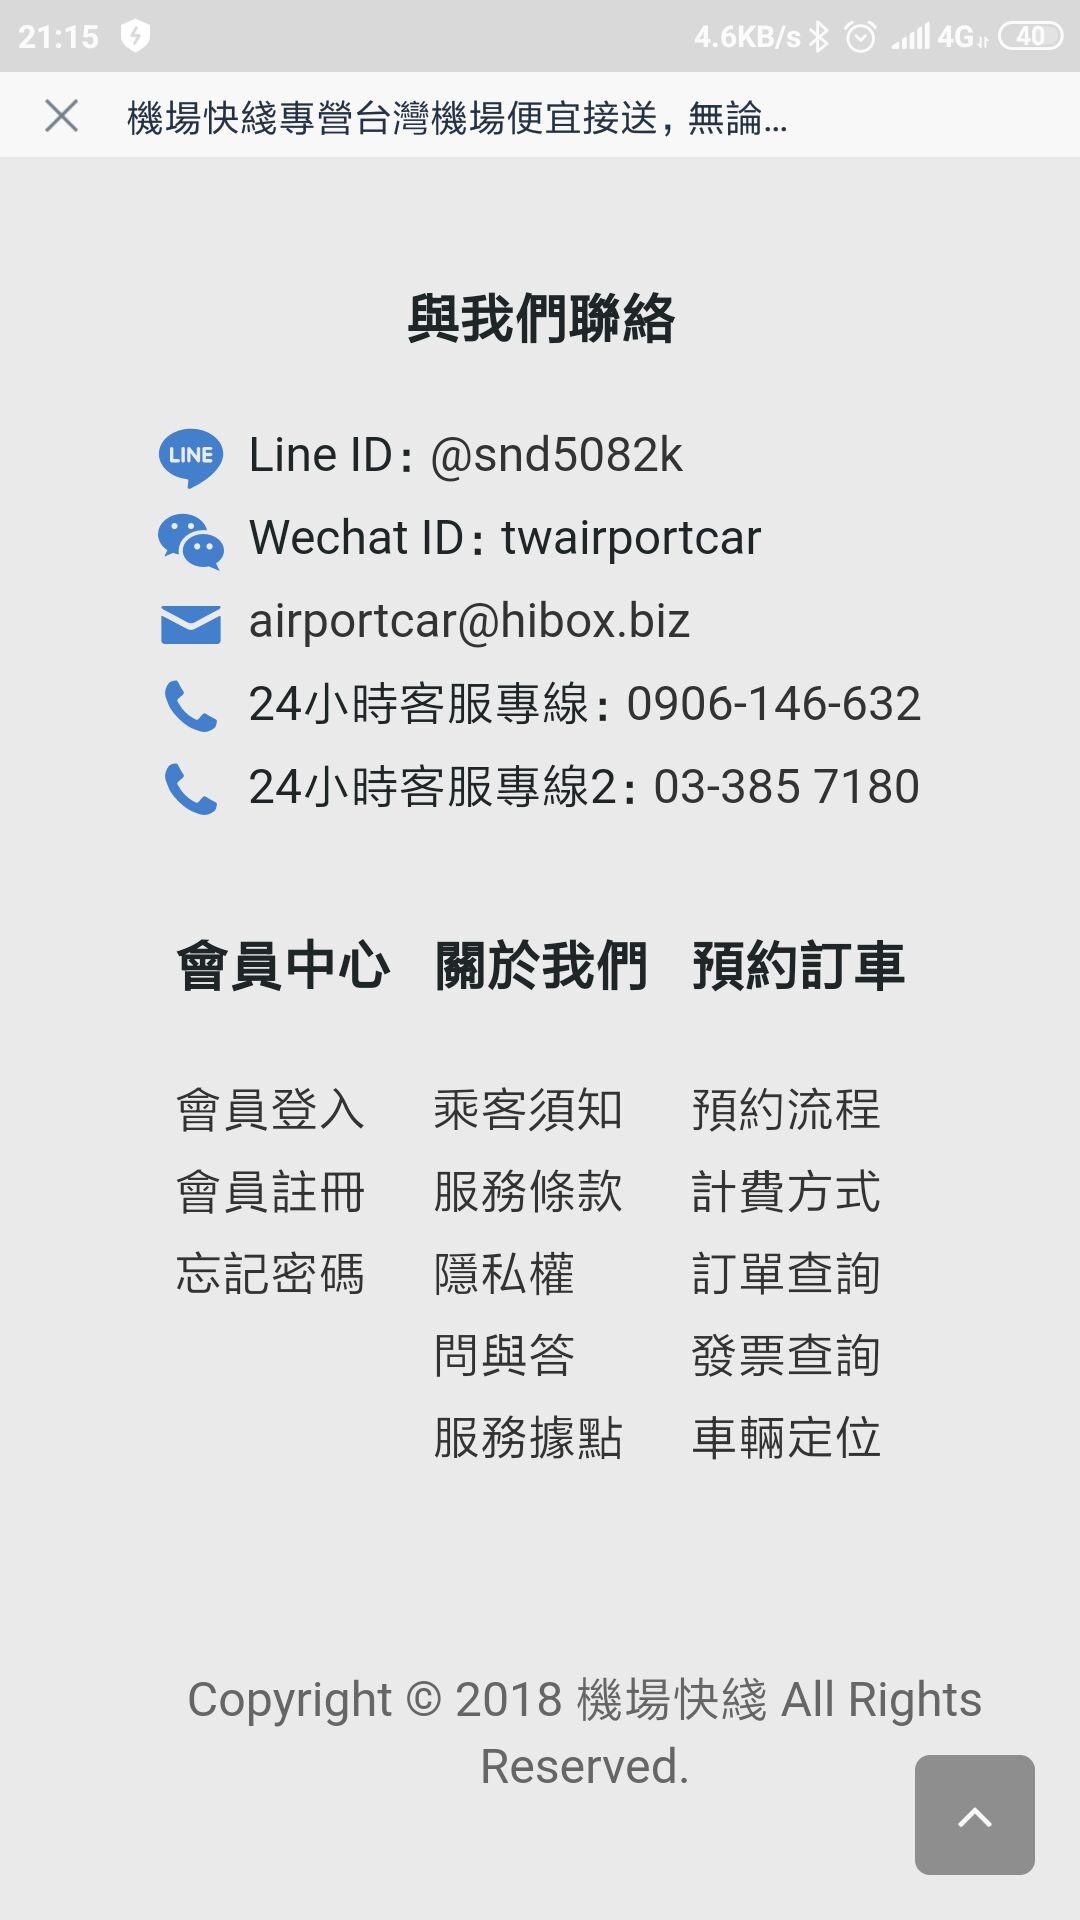 21:15 4.6KB/s 4G 40
機場快綫專營台灣機場便宜接送，無論...
與我們聯絡
LINE Line ID：@snd5082k
Wechat ID：twairportcar
airportcar@hibox.biz
24小時客服專線：0906-146-632
24小時客服專線2：03-385 7180
會員中心 關於我們 預約訂車
會員登入 乘客須知 預約流程
會員註冊 服務條款 計費方式
忘記密碼 隱私權 訂單查詢
問與答 發票查詢
服務據點 車輛定位
Copyright © 2018 機場快綫 All Rights
Reserved.